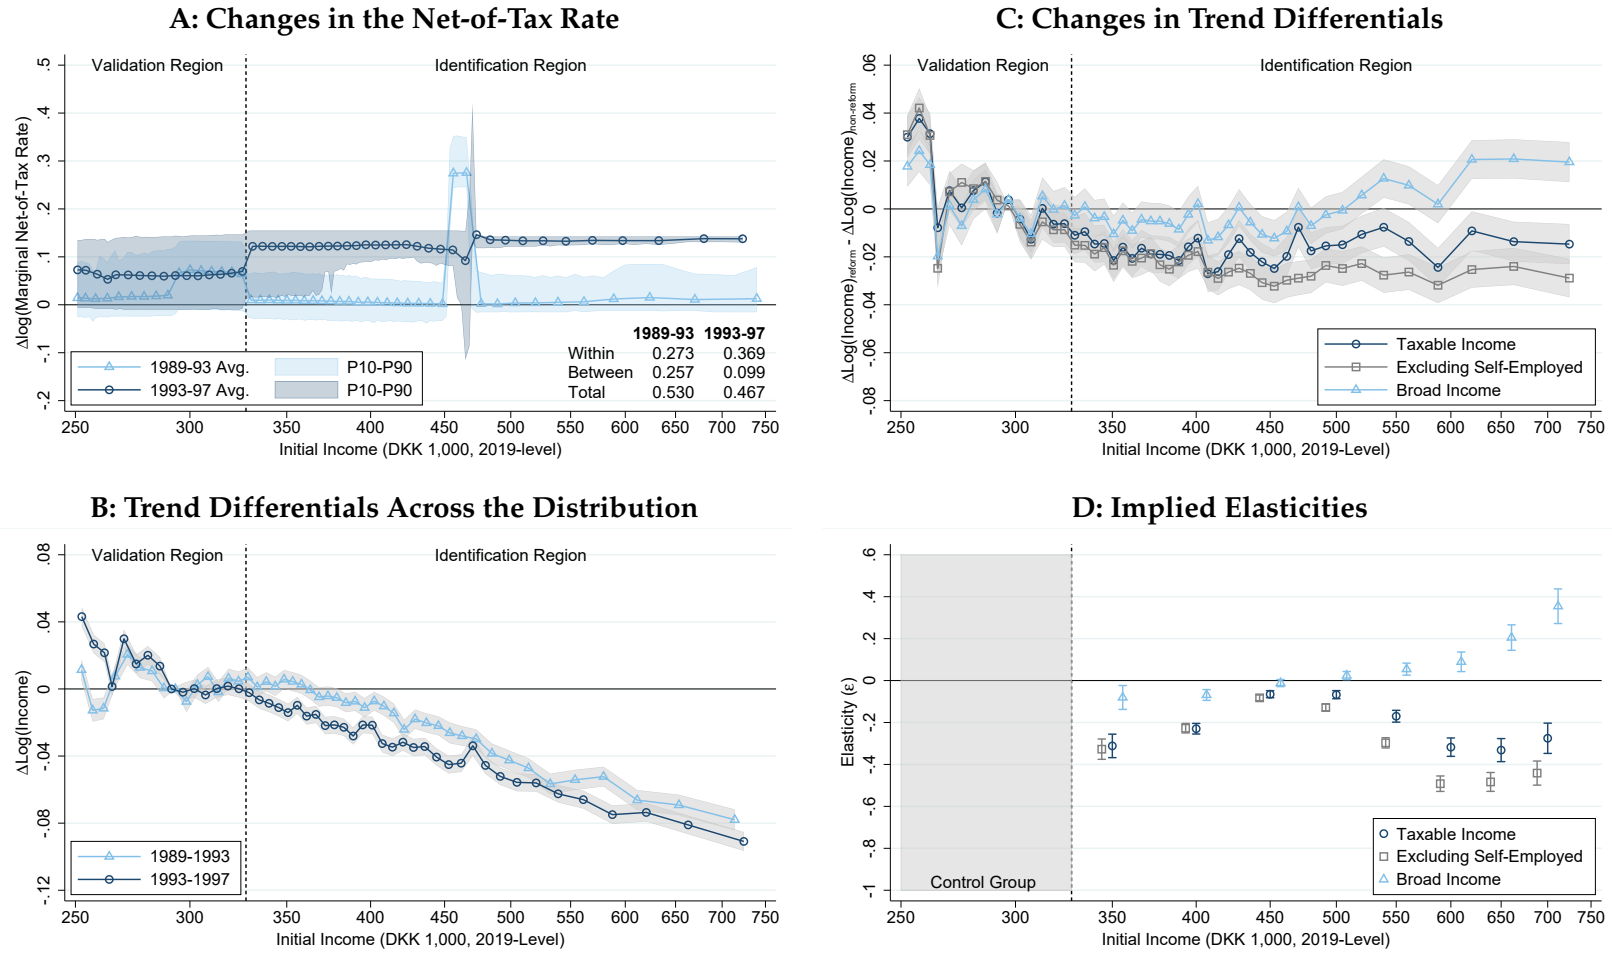 A: Changes in the Net-of-Tax Rate
Validation Region
Identification Region
Δlog(Marginal Net-of-Tax Rate)
.5
.4
.3
.2
.1
0
-.1
-.2
1989-93 1993-97
Within 0.273 0.369
Between 0.257 0.099
Total 0.530 0.467
1989-93 Avg. P10-P90
1993-97 Avg. P10-P90
250 300 350 400 450 500 550 600 650 700 750
Initial Income (DKK 1,000, 2019-level)
C: Changes in Trend Differentials
Validation Region
Identification Region
ΔLog(Income)reform - ΔLog(Income)non-reform
.06
.04
.02
0
-.02
-.04
-.06
-.08
Taxable Income
Excluding Self-Employed
Broad Income
250 300 350 400 450 500 550 600 650 700 750
Initial Income (DKK 1,000, 2019-Level)
B: Trend Differentials Across the Distribution
Validation Region
Identification Region
ΔLog(Income)
.08
.04
0
-.04
-.08
-.12
1989-1993
1993-1997
250 300 350 400 450 500 550 600 650 700 750
Initial Income (DKK 1,000, 2019-Level)
D: Implied Elasticities
Elasticity (ε)
.6
.4
.2
0
-.2
-.4
-.6
-.8
-1
Control Group
Taxable Income
Excluding Self-Employed
Broad Income
250 300 350 400 450 500 550 600 650 700 750
Initial Income (DKK 1,000, 2019-Level)